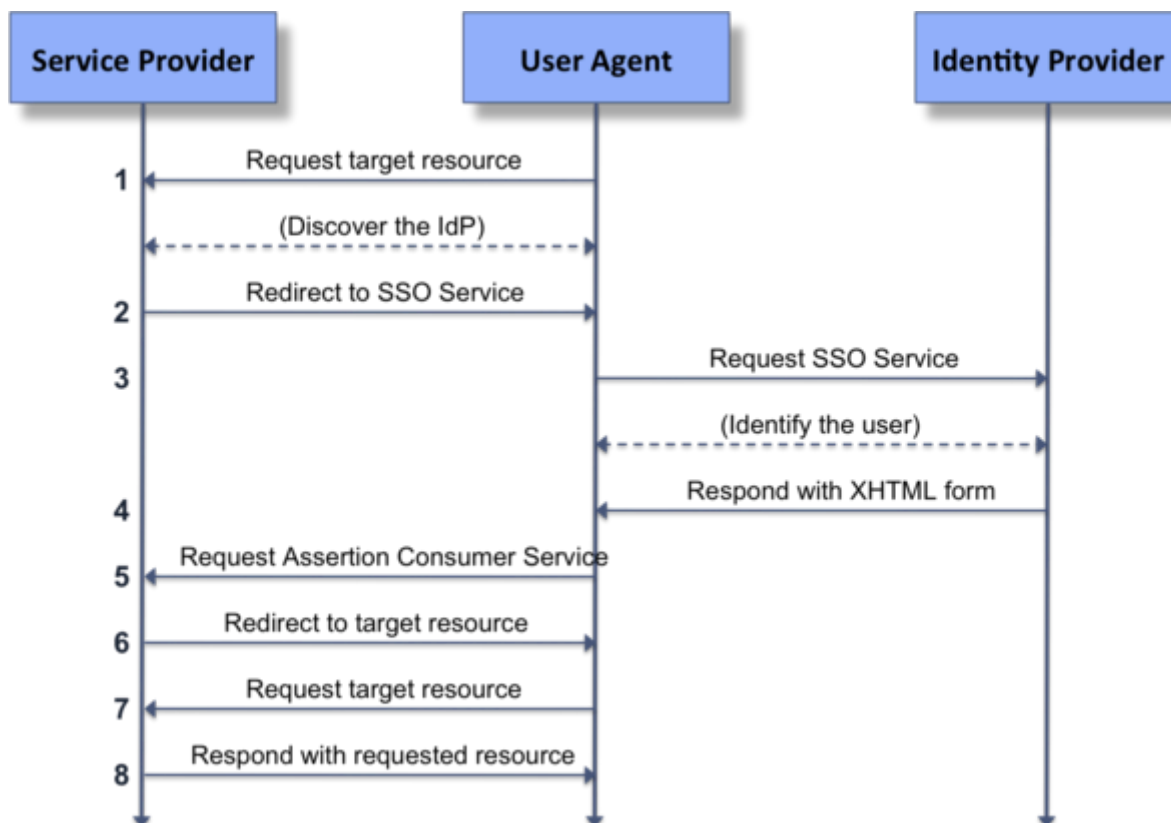 Service Provider
User Agent
Identity Provider
Request target resource
1
(Discover the IdP)
Redirect to SSO Service
2
Request SSO Service
3
(Identify the user)
Respond with XHTML form
4
Request Assertion Consumer Service
5
Redirect to target resource
6
Request target resource
7
Respond with requested resource
8